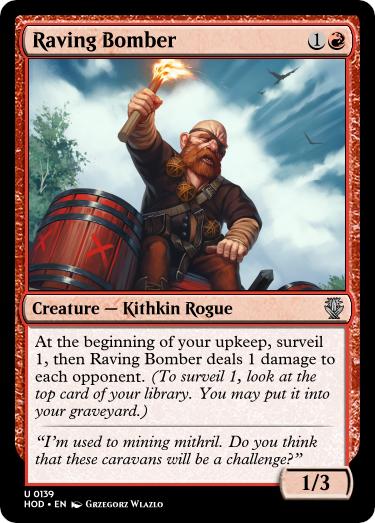 Raving Bomber 1
Creature — Kithkin Rogue
At the beginning of your upkeep, surveil
1, then Raving Bomber deals 1 damage to
each opponent. (To surveil 1, look at the
top card of your library. You may put it into
your graveyard.)
“I’m used to mining mithril. Do you think
that these caravans will be a challenge?”
1/3
U 0139
HOD • EN Grzegorz Wlazlo